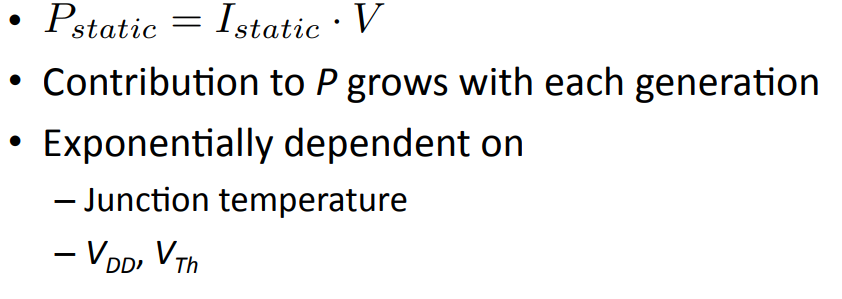 • P_static = I_static · V
• Contribution to P grows with each generation
• Exponentially dependent on
– Junction temperature
– V_DD, V_Th